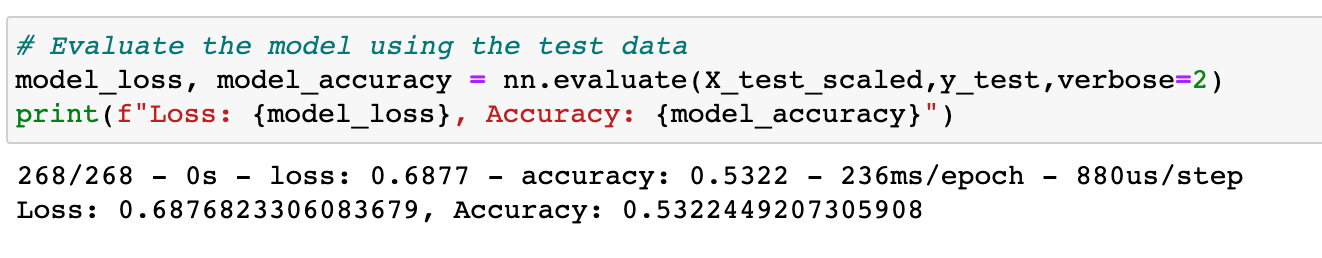 # Evaluate the model using the test data
model_loss, model_accuracy = nn.evaluate(X_test_scaled,y_test,verbose=2)
print(f"Loss: {model_loss}, Accuracy: {model_accuracy}")
268/268 - 0s - loss: 0.6877 - accuracy: 0.5322 - 236ms/epoch - 880us/step
Loss: 0.6876823306083679, Accuracy: 0.5322449207305908